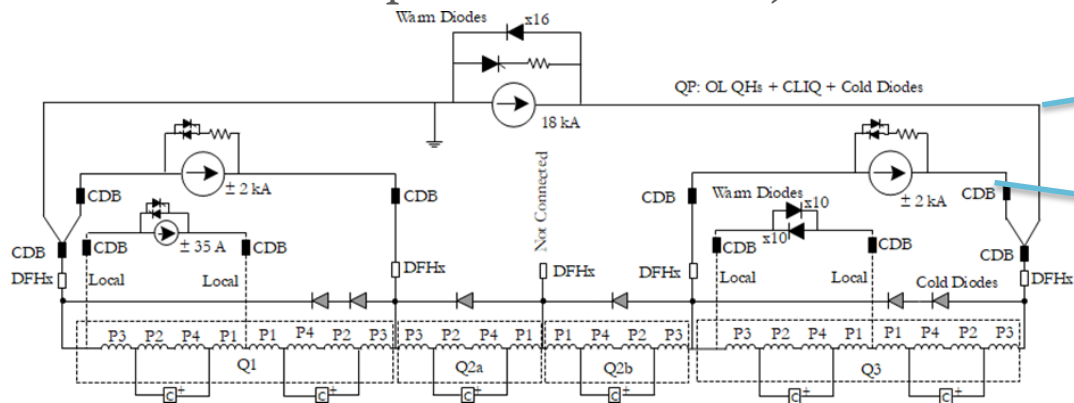 Warm Diodes
x16
QP: OL QHs + CLIQ + Cold Diodes
18 kA
± 2 kA
CDB
CDB
± 35 A
CDB
CDB
CDB
DFHx
Local
Local
DFHx
Not Connected
DFHx
CDB
DFHx
Warm Diodes
x10
x10
CDB
CDB
Local
Local
± 2 kA
CDB
CDB
DFHx
Cold Diodes
P3 P2 P4 P1 P1 P4 P2 P3 P3 P2 P4 P1 P1 P4 P2 P3 P3 P2 P4 P1 P1 P4 P2 P3
Q1 Q2a Q2b Q3
C + C + C + C + C + C +